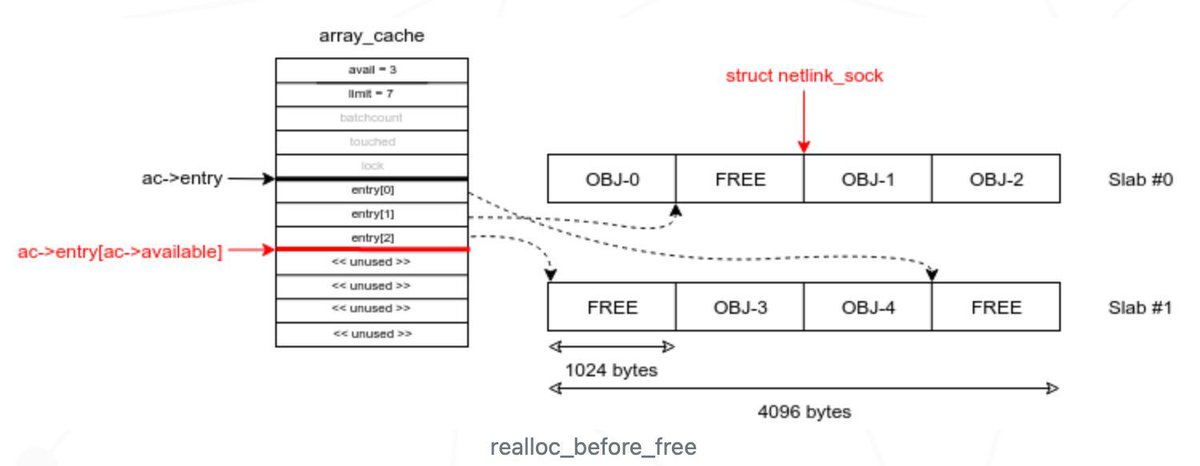 array_cache
avail = 3
limit = 7
batchcount
touched
lock
ac->entry
entry[0]
entry[1]
entry[2]
ac->entry[ac->available]
<< unused >>
<< unused >>
<< unused >>
<< unused >>
struct netlink_sock
OBJ-0 FREE OBJ-1 OBJ-2 Slab #0
FREE OBJ-3 OBJ-4 FREE Slab #1
1024 bytes
4096 bytes
realloc_before_free